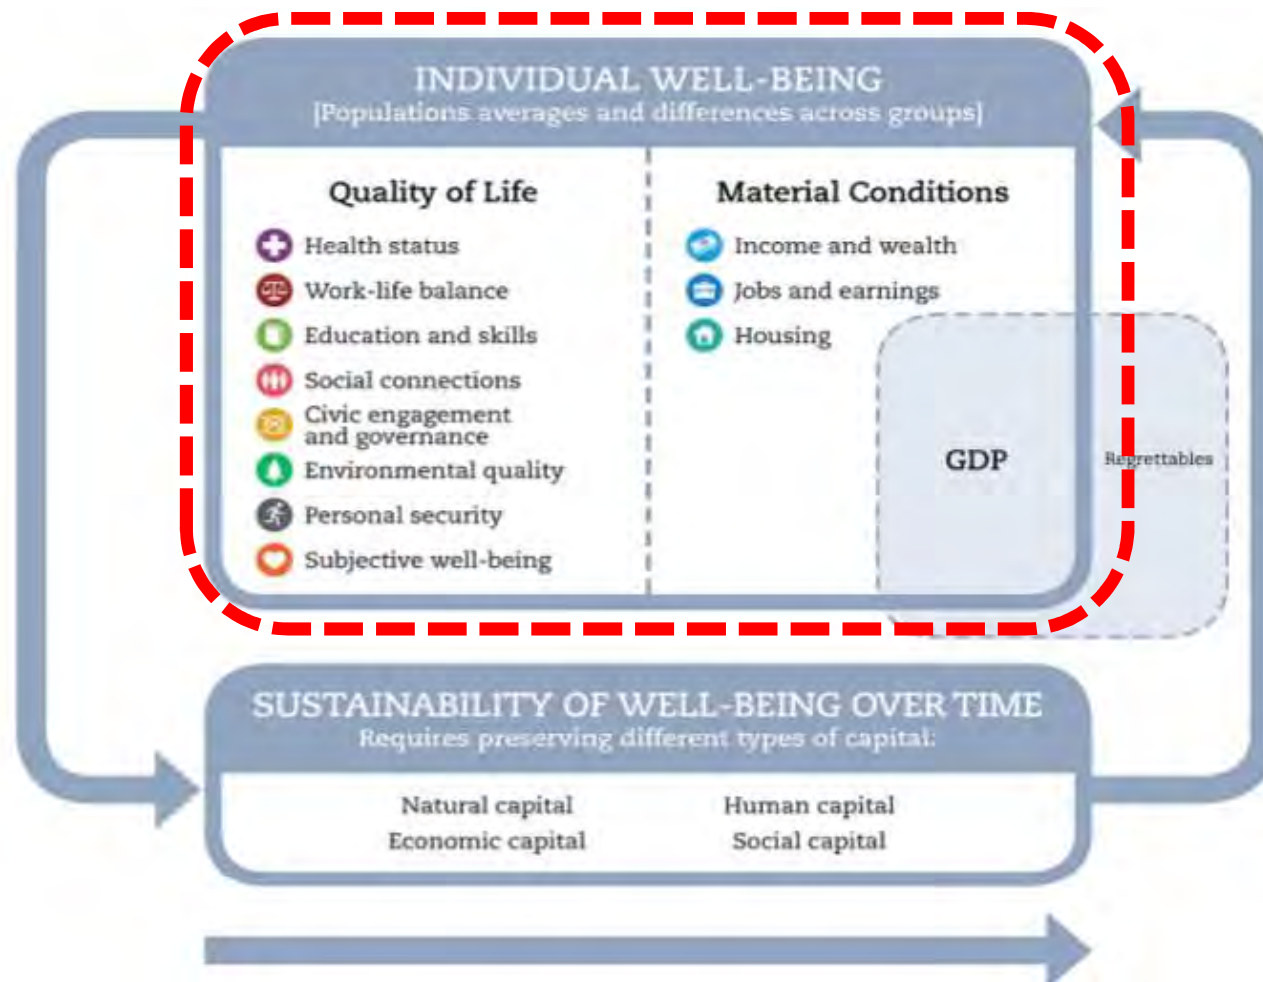 INDIVIDUAL WELL-BEING
[Populations averages and differences across groups]
Quality of Life
Health status
Work-life balance
Education and skills
Social connections
Civic engagement
and governance
Environmental quality
Personal security
Subjective well-being
Material Conditions
Income and wealth
Jobs and earnings
Housing
GDP
Regrettables
SUSTAINABILITY OF WELL-BEING OVER TIME
Requires preserving different types of capital:
Natural capital
Human capital
Economic capital
Social capital